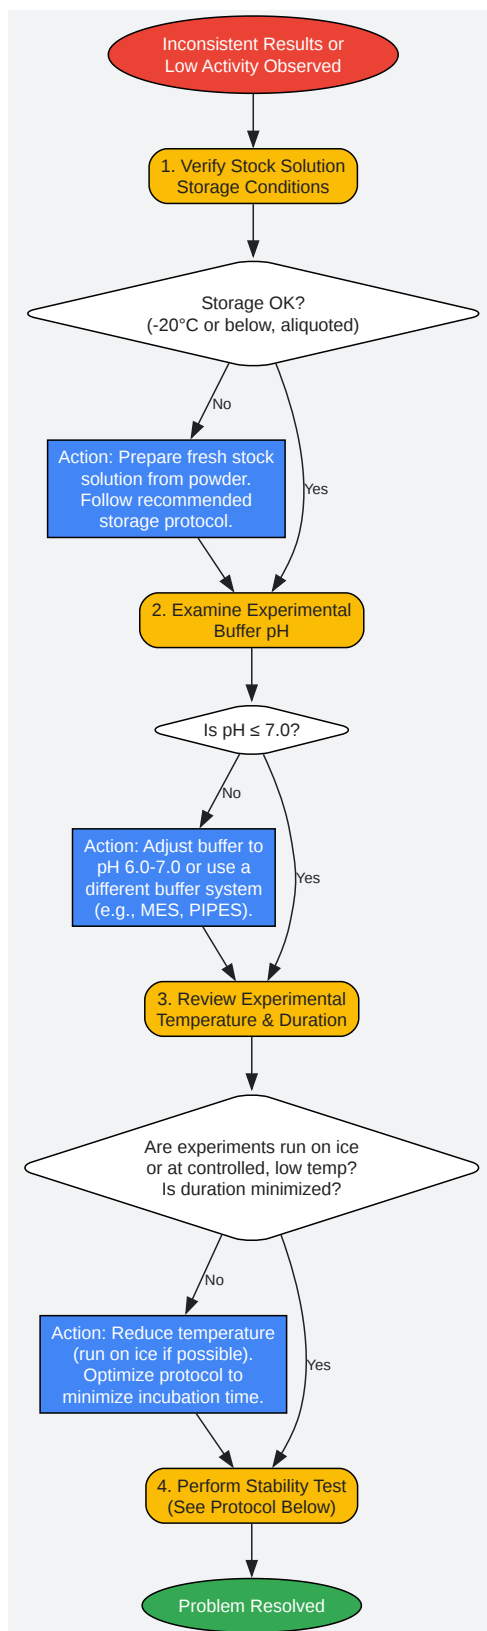 Inconsistent Results or
Low Activity Observed
1. Verify Stock Solution
Storage Conditions
Storage OK?
(-20°C or below, aliquoted)
No
Action: Prepare fresh stock
solution from powder.
Follow recommended
storage protocol.
Yes
2. Examine Experimental
Buffer pH
Is pH ≤ 7.0?
No
Action: Adjust buffer to
pH 6.0-7.0 or use a
different buffer system
(e.g., MES, PIPES).
Yes
3. Review Experimental
Temperature & Duration
Are experiments run on ice
or at controlled, low temp?
Is duration minimized?
No
Action: Reduce temperature
(run on ice if possible).
Optimize protocol to
minimize incubation time.
Yes
4. Perform Stability Test
(See Protocol Below)
Problem Resolved